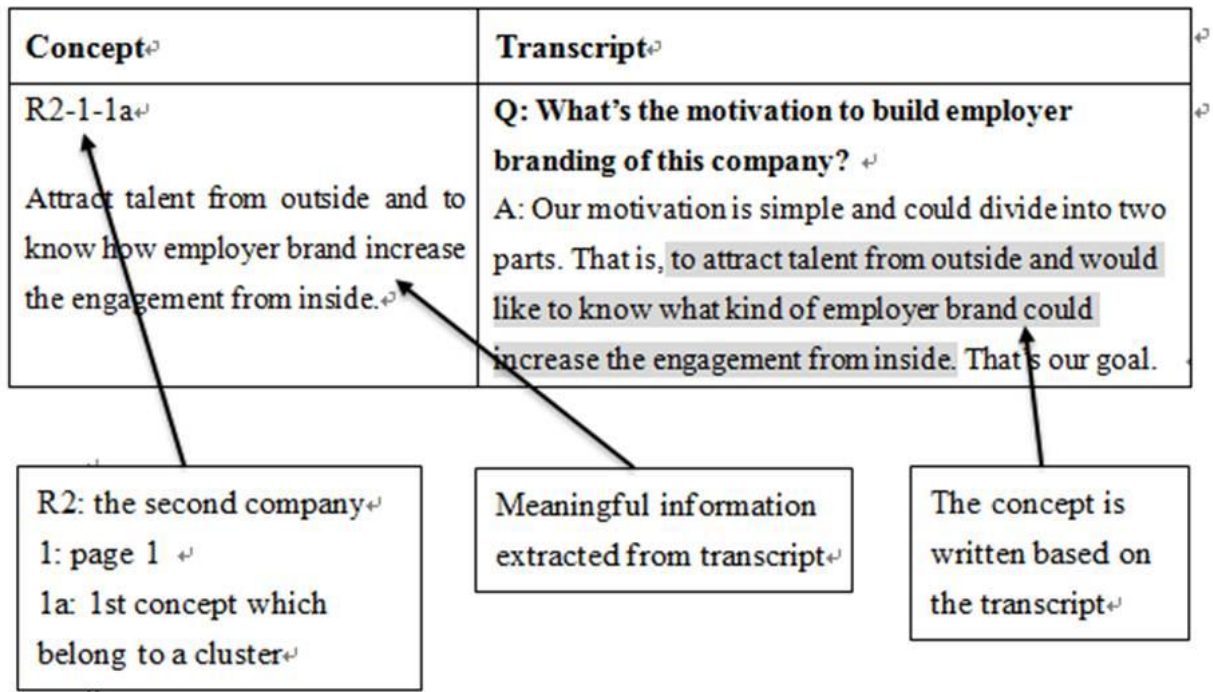 Concept
Transcript
R2-1-1a
Attract talent from outside and to
know how employer brand increase
the engagement from inside.
Q: What's the motivation to build employer
branding of this company?
A: Our motivation is simple and could divide into two
parts. That is, to attract talent from outside and would
like to know what kind of employer brand could
increase the engagement from inside. That's our goal.
R2: the second company
1: page 1
1a: 1st concept which
belong to a cluster
Meaningful information
extracted from transcript
The concept is
written based on
the transcript